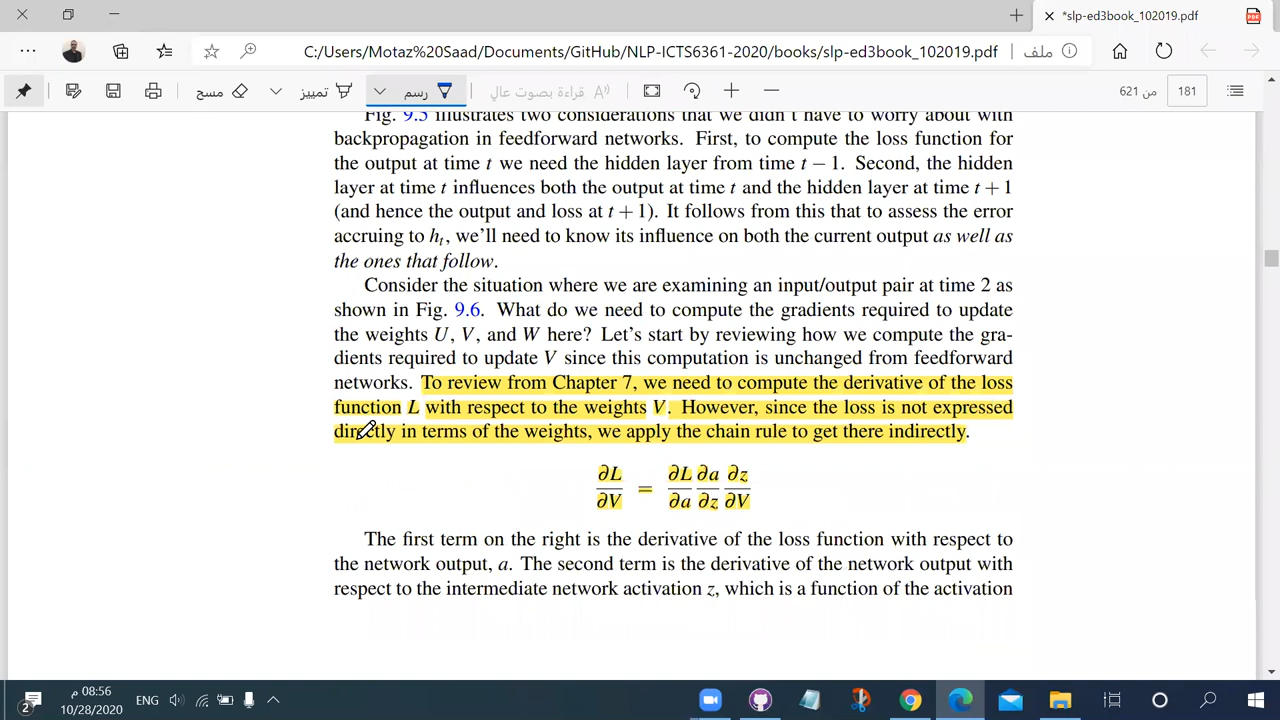 *slp-ed3book_102019.pdf
C:/Users/Motaz%20Saad/Documents/GitHub/NLP-ICTS6361-2020/books/slp-ed3book_102019.pdf
ملف
مسح
تمييز
رسم
قراءة بصوت عالٍ
181
من 621
Fig. 9.5 illustrates two considerations that we didn't have to worry about with
backpropagation in feedforward networks. First, to compute the loss function for
the output at time t we need the hidden layer from time t − 1. Second, the hidden
layer at time t influences both the output at time t and the hidden layer at time t + 1
(and hence the output and loss at t + 1). It follows from this that to assess the error
accruing to hₜ, we'll need to know its influence on both the current output as well as
the ones that follow.
Consider the situation where we are examining an input/output pair at time 2 as
shown in Fig. 9.6. What do we need to compute the gradients required to update
the weights U, V, and W here? Let's start by reviewing how we compute the gra-
dients required to update V since this computation is unchanged from feedforward
networks. To review from Chapter 7, we need to compute the derivative of the loss
function L with respect to the weights V. However, since the loss is not expressed
directly in terms of the weights, we apply the chain rule to get there indirectly.
∂L/∂V = ∂L/∂a ∂a/∂z ∂z/∂V
The first term on the right is the derivative of the loss function with respect to
the network output, a. The second term is the derivative of the network output with
respect to the intermediate network activation z, which is a function of the activation
2
08:56 م
10/28/2020
ENG